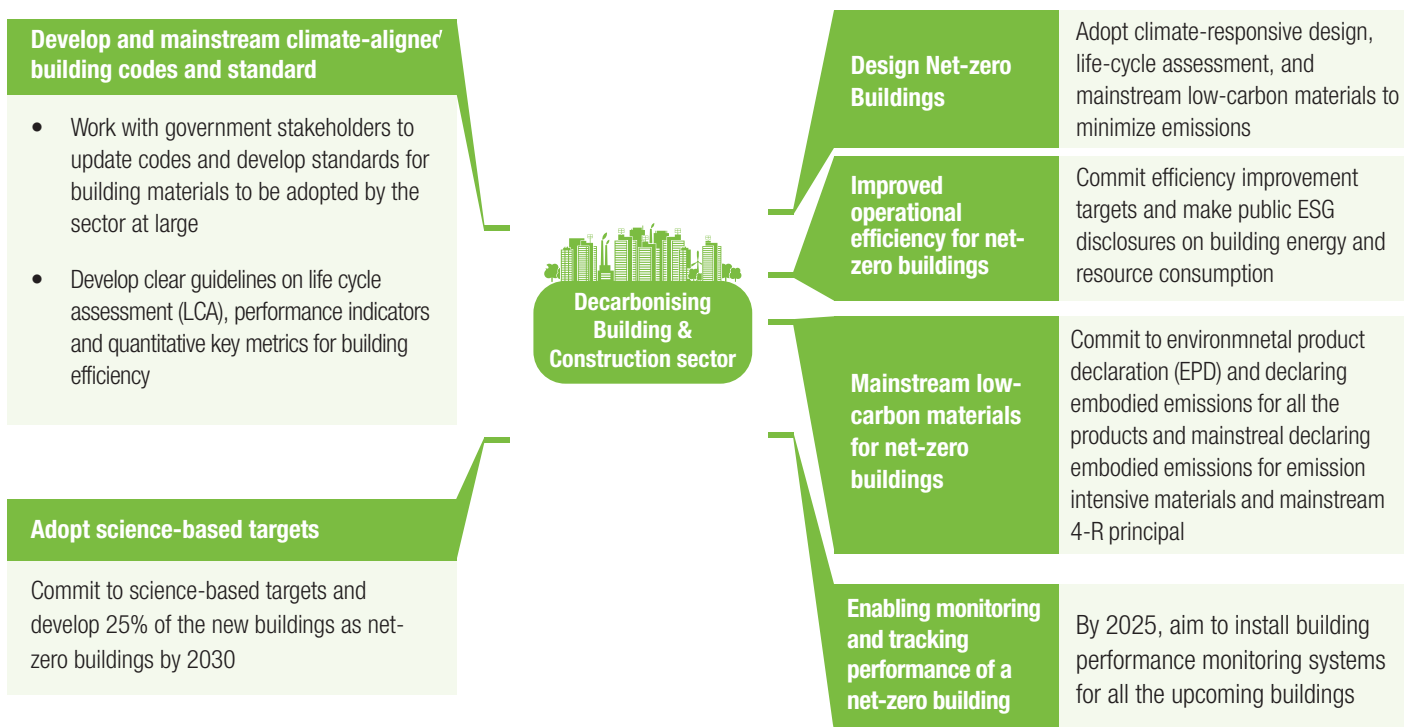 Develop and mainstream climate-aligned
building codes and standard
• Work with government stakeholders to
update codes and develop standards for
building materials to be adopted by the
sector at large
• Develop clear guidelines on life cycle
assessment (LCA), performance indicators
and quantitative key metrics for building
efficiency
Adopt science-based targets
Commit to science-based targets and
develop 25% of the new buildings as net-
zero buildings by 2030
Decarbonising
Building &
Construction sector
Design Net-zero
Buildings
Adopt climate-responsive design,
life-cycle assessment, and
mainstream low-carbon materials to
minimize emissions
Improved
operational
efficiency for net-
zero buildings
Commit efficiency improvement
targets and make public ESG
disclosures on building energy and
resource consumption
Mainstream low-
carbon materials
for net-zero
buildings
Commit to environmnetal product
declaration (EPD) and declaring
embodied emissions for all the
products and mainstreal declaring
embodied emissions for emission
intensive materials and mainstream
4-R principal
Enabling monitoring
and tracking
performance of a
net-zero building
By 2025, aim to install building
performance monitoring systems
for all the upcoming buildings